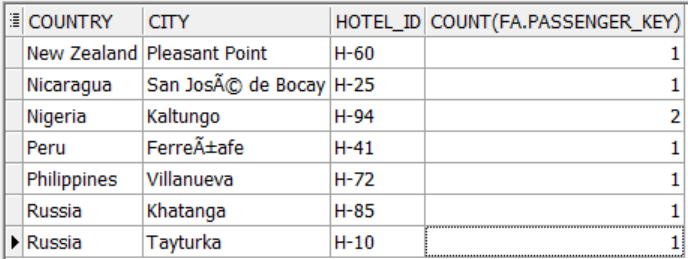 COUNTRY CITY HOTEL_ID COUNT(FA.PASSENGER_KEY)
New Zealand Pleasant Point H-60 1
Nicaragua San JosÃ© de Bocay H-25 1
Nigeria Kaltungo H-94 2
Peru FerreÃ±afe H-41 1
Philippines Villanueva H-72 1
Russia Khatanga H-85 1
Russia Tayturka H-10 1